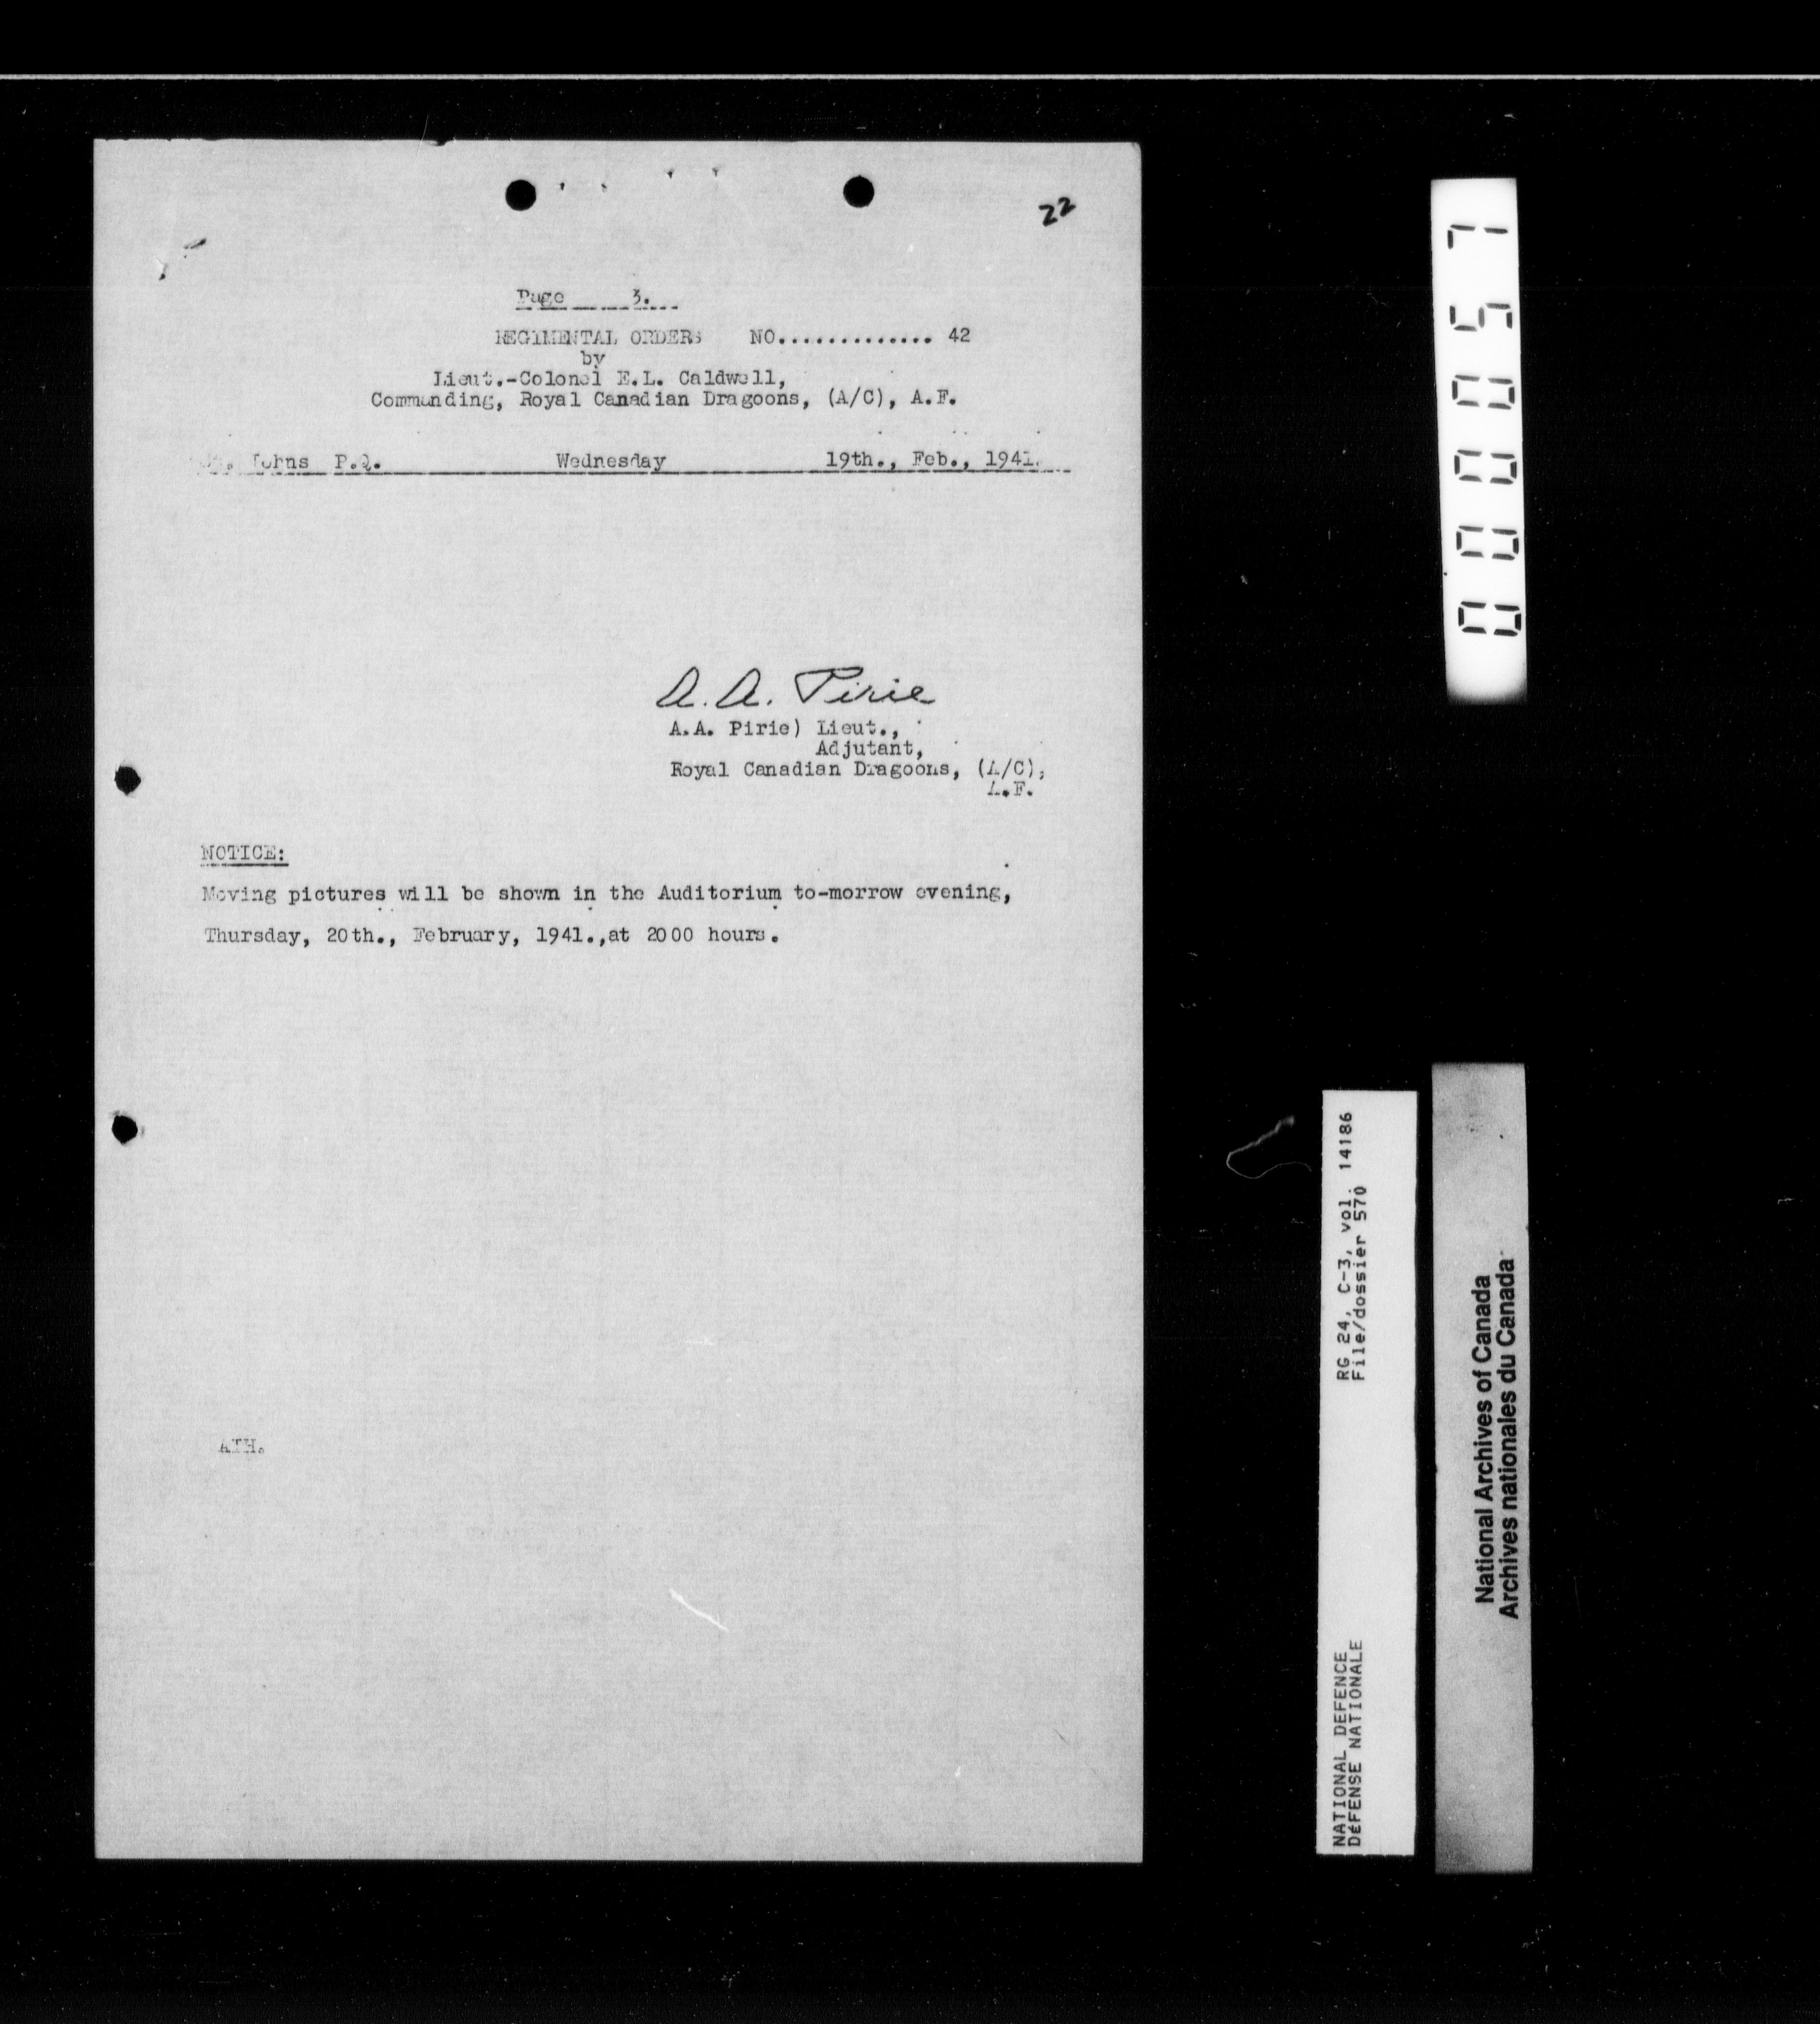 22
Page 3.
REGIMENTAL ORDERS NO............. 42
by
Lieut.-Colonel E.L. Caldwell,
Commanding, Royal Canadian Dragoons, (A/C), A.F.
St. Johns P.Q. Wednesday 19th., Feb., 1941.
A. A. Pirie
A.A. Pirie) Lieut.,
Adjutant,
Royal Canadian Dragoons, (A/C),
A.F.
NOTICE:
Moving pictures will be shown in the Auditorium to-morrow evening,
Thursday, 20th., February, 1941.,at 2000 hours.
ATH.
000057
NATIONAL DEFENCE RG 24, C-3, vol. 14186
DéFENSE NATIONALE File/dossier 570
National Archives of Canada
Archives nationales du Canada